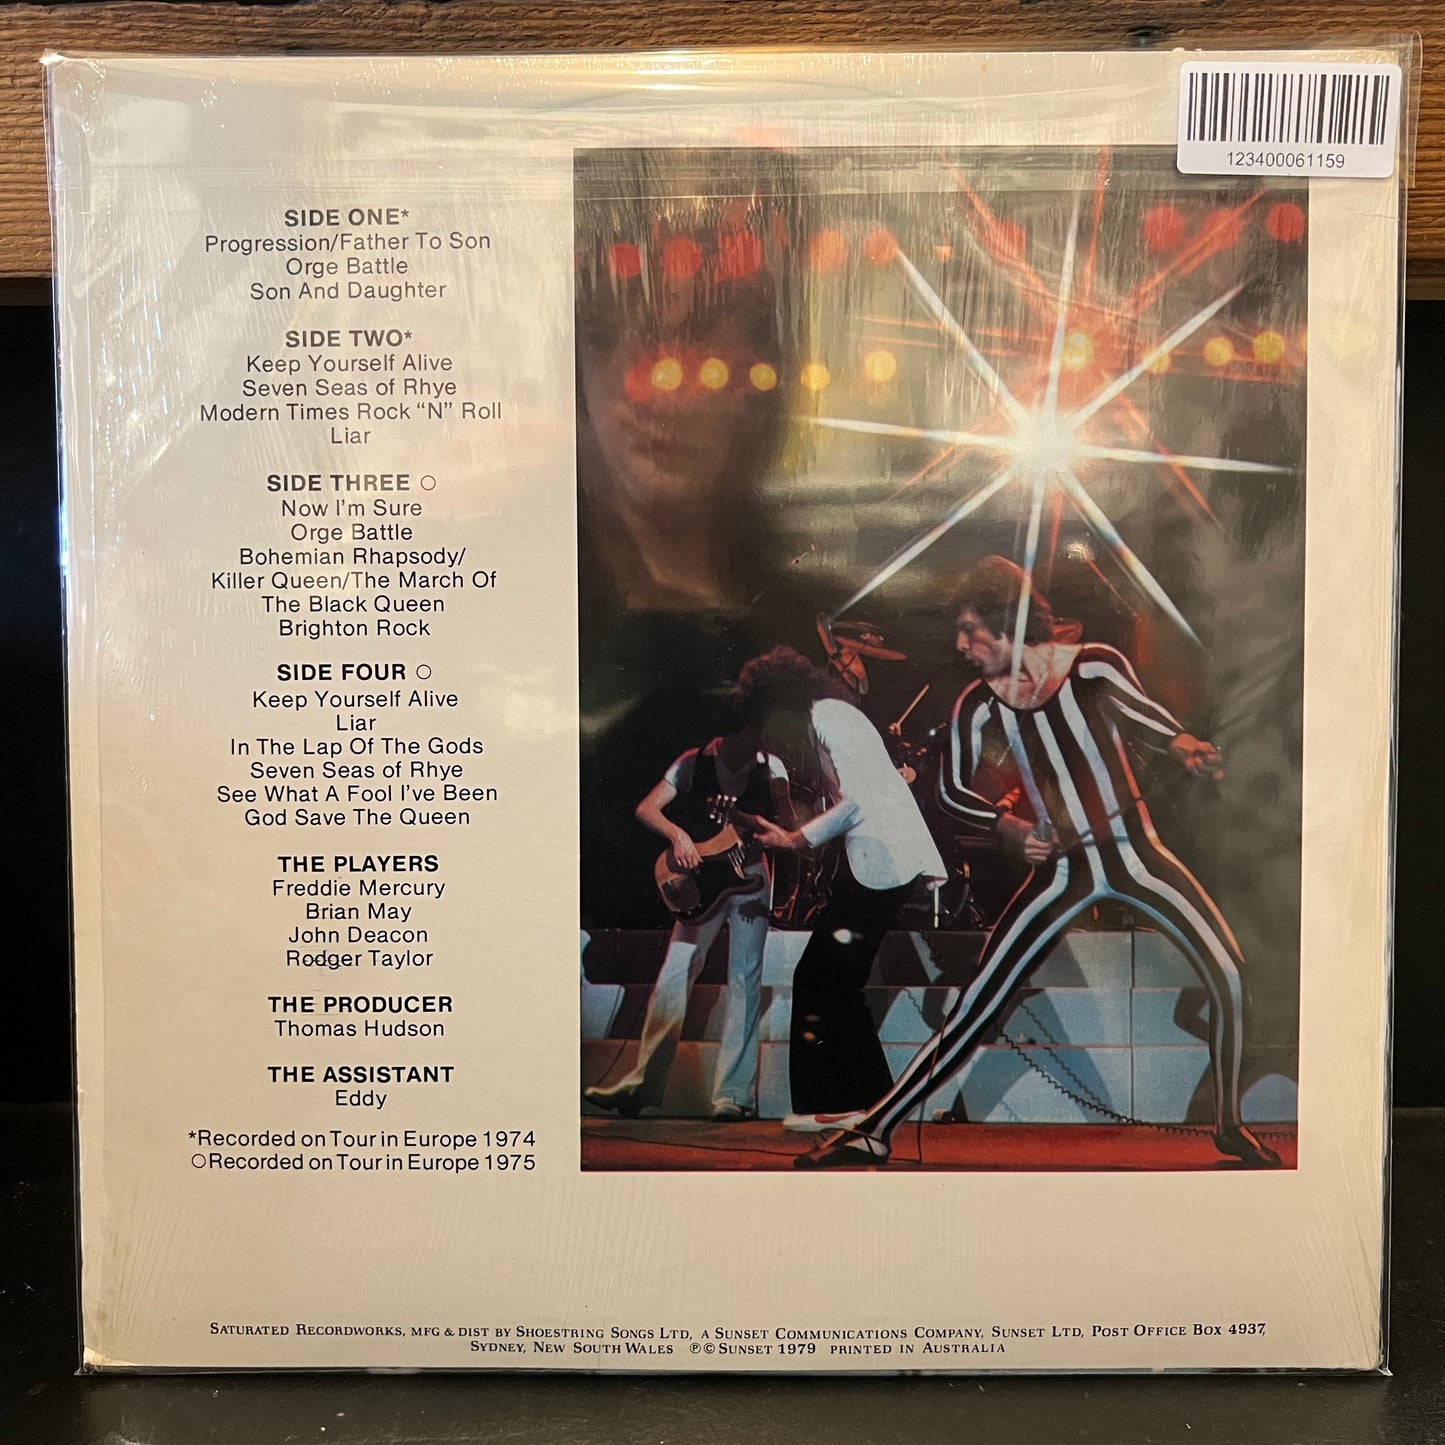 123400061159
SIDE ONE*
Progression/Father To Son
Orge Battle
Son And Daughter
SIDE TWO*
Keep Yourself Alive
Seven Seas of Rhye
Modern Times Rock “N” Roll
Liar
SIDE THREE ○
Now I'm Sure
Orge Battle
Bohemian Rhapsody/
Killer Queen/The March Of
The Black Queen
Brighton Rock
SIDE FOUR ○
Keep Yourself Alive
Liar
In The Lap Of The Gods
Seven Seas of Rhye
See What A Fool I've Been
God Save The Queen
THE PLAYERS
Freddie Mercury
Brian May
John Deacon
Rodger Taylor
THE PRODUCER
Thomas Hudson
THE ASSISTANT
Eddy
*Recorded on Tour in Europe 1974
○Recorded on Tour in Europe 1975
SATURATED RECORDWORKS, MFG & DIST BY SHOESTRING SONGS LTD, A SUNSET COMMUNICATIONS COMPANY, SUNSET LTD, POST OFFICE BOX 4937,
SYDNEY, NEW SOUTH WALES ℗ © SUNSET 1979 PRINTED IN AUSTRALIA